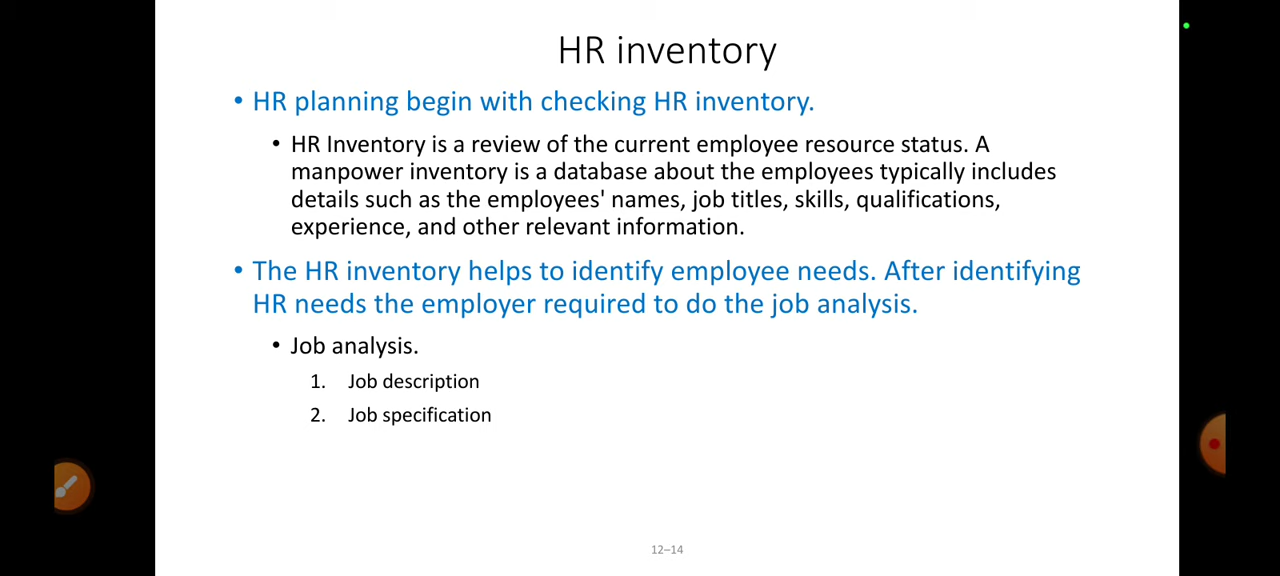 HR inventory
• HR planning begin with checking HR inventory.
• HR Inventory is a review of the current employee resource status. A
manpower inventory is a database about the employees typically includes
details such as the employees' names, job titles, skills, qualifications,
experience, and other relevant information.
• The HR inventory helps to identify employee needs. After identifying
HR needs the employer required to do the job analysis.
• Job analysis.
1. Job description
2. Job specification
12–14